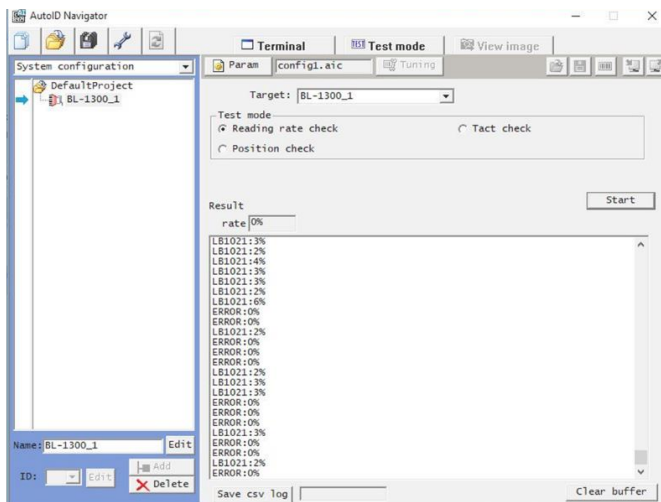 AutoID Navigator
Terminal
TEST Test mode
View image
System configuration
DefaultProject
BL-1300_1
Param
config1.aic
Tuning
Target: BL-1300_1
Test mode
Reading rate check
Tact check
Position check
Start
Result
rate 0%
LB1021:3%
LB1021:2%
LB1021:4%
LB1021:3%
LB1021:3%
LB1021:2%
LB1021:6%
ERROR:0%
LB1021:2%
ERROR:0%
ERROR:0%
ERROR:0%
LB1021:2%
LB1021:3%
LB1021:3%
ERROR:0%
ERROR:0%
ERROR:0%
LB1021:3%
ERROR:0%
ERROR:0%
LB1021:2%
ERROR:0%
Name: BL-1300_1 Edit
ID: Edit
Add
Delete
Save csv log
Clear buffer